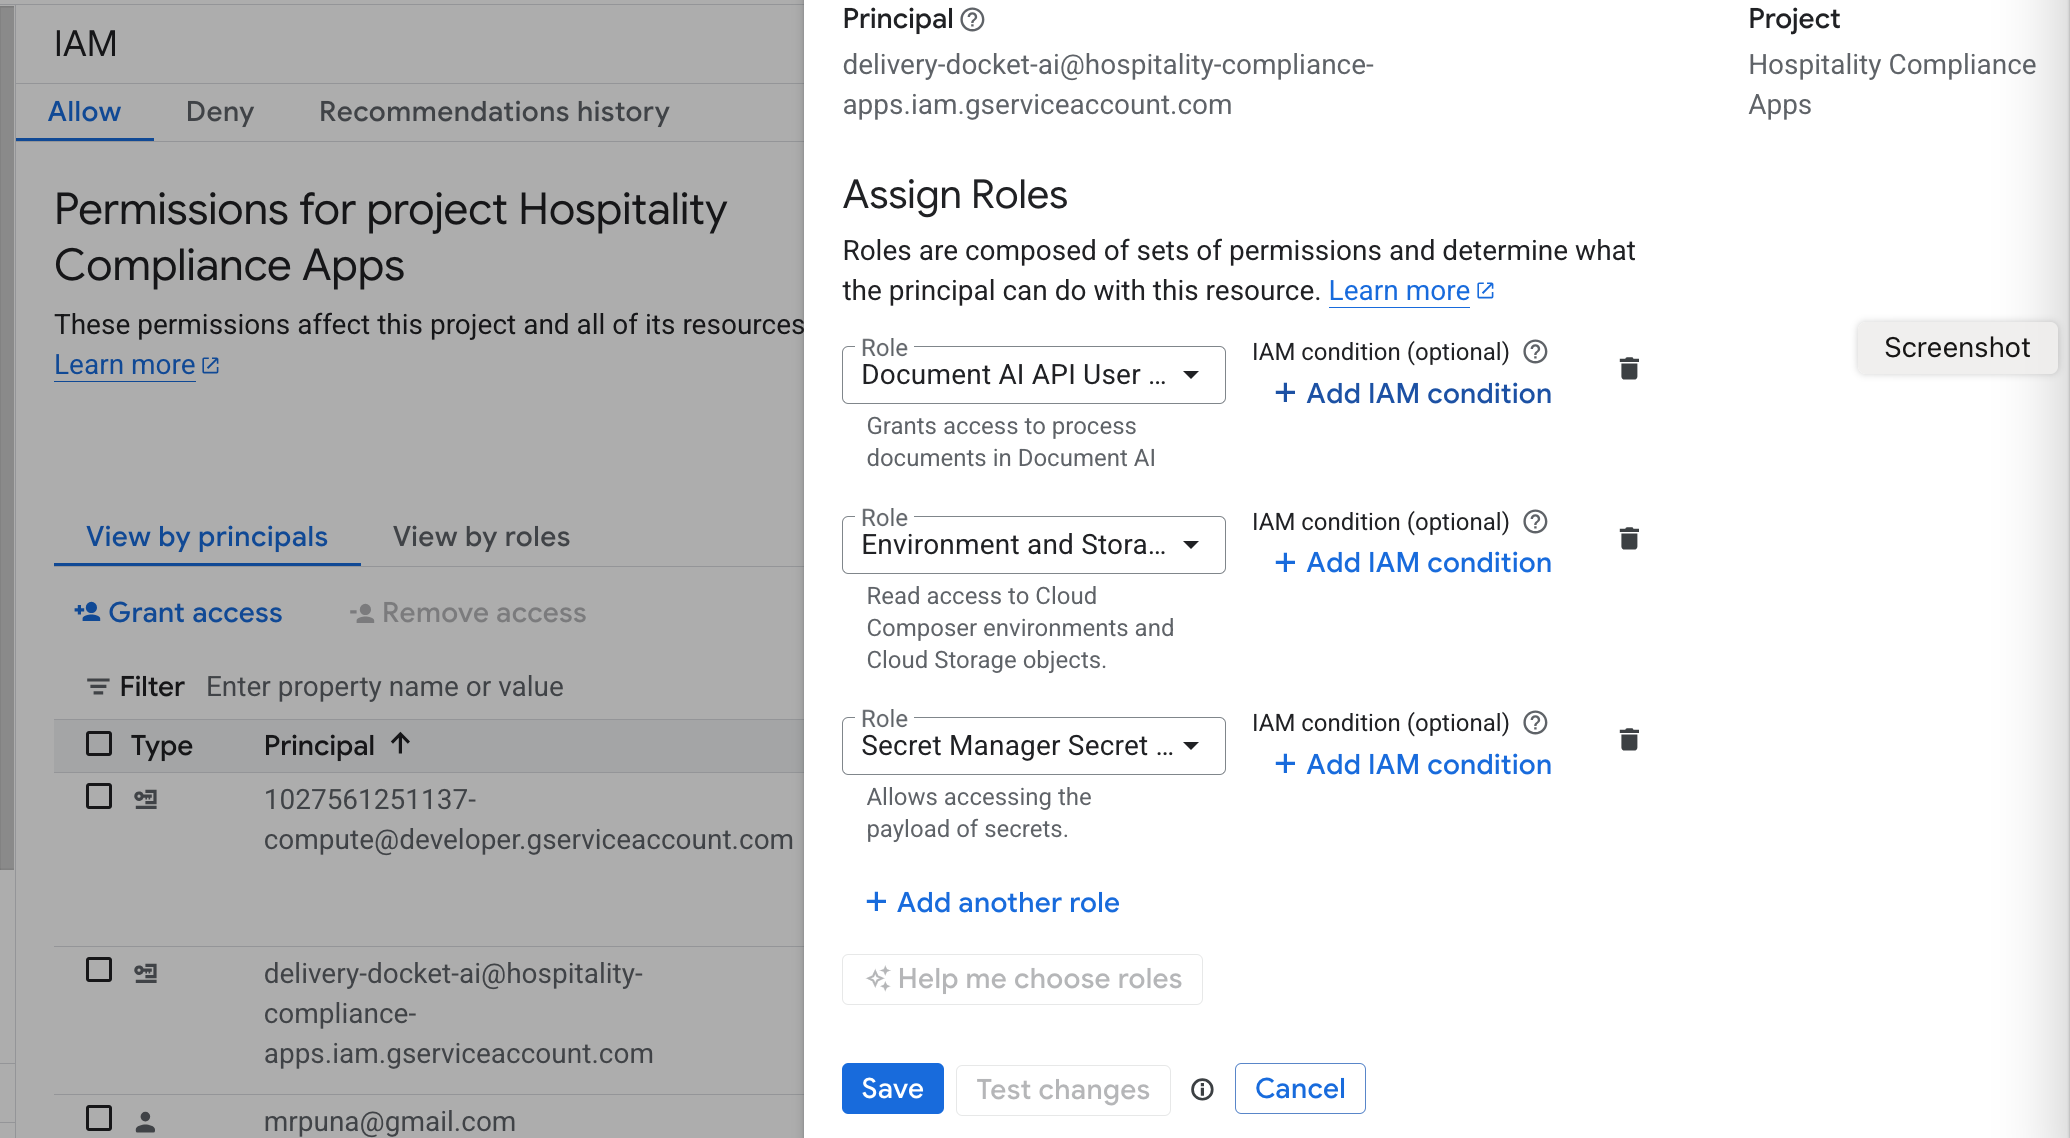 IAM
Allow
Deny
Recommendations history
Permissions for project Hospitality
Compliance Apps
These permissions affect this project and all of its resources
Learn more
View by principals
View by roles
Grant access
Remove access
Filter Enter property name or value
Type
Principal
1027561251137-
compute@developer.gserviceaccount.com
delivery-docket-ai@hospitality-
compliance-
apps.iam.gserviceaccount.com
mrpuna@gmail.com
Principal
delivery-docket-ai@hospitality-compliance-
apps.iam.gserviceaccount.com
Project
Hospitality Compliance
Apps
Assign Roles
Roles are composed of sets of permissions and determine what
the principal can do with this resource. Learn more
Role
Document AI API User ...
IAM condition (optional)
+ Add IAM condition
Grants access to process
documents in Document AI
Role
Environment and Stora...
IAM condition (optional)
+ Add IAM condition
Read access to Cloud
Composer environments and
Cloud Storage objects.
Role
Secret Manager Secret ...
IAM condition (optional)
+ Add IAM condition
Allows accessing the
payload of secrets.
+ Add another role
Help me choose roles
Save
Test changes
Cancel
Screenshot